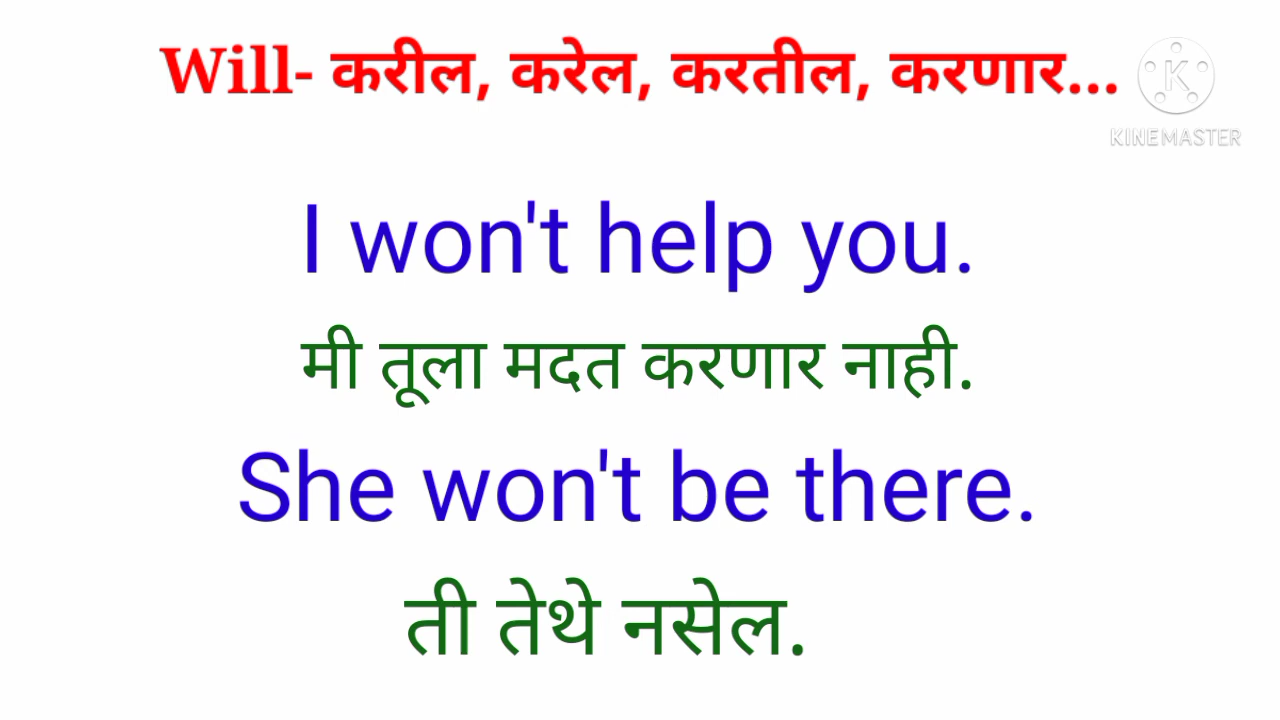 Will- करील, करेल, करतील, करणार...
K
KINEMASTER
I won't help you.
मी तूला मदत करणार नाही.
She won't be there.
ती तेथे नसेल.